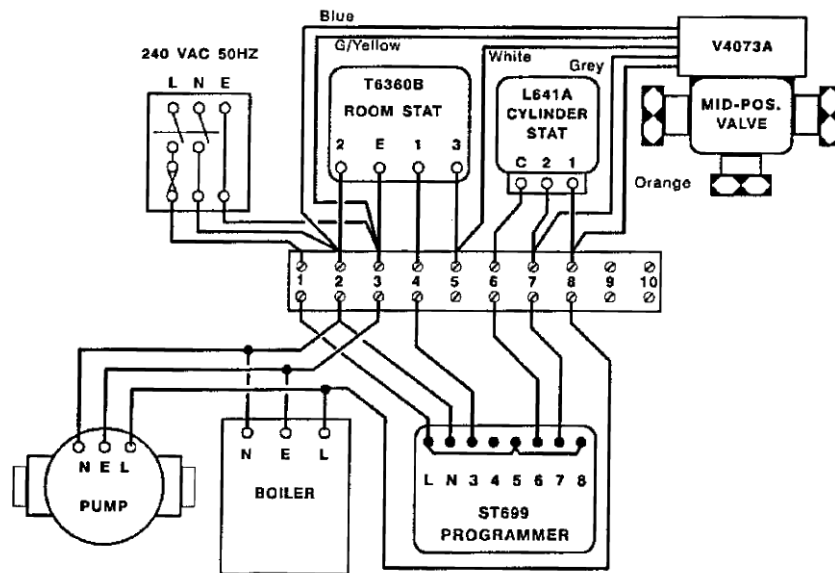 Blue
240 VAC 50HZ
G/Yellow
White
V4073A
L N E
T6360B
ROOM STAT
Grey
L641A
CYLINDER
STAT
MID-POS.
VALVE
2 E 1 3
C 2 1
Orange
1 2 3 4 5 6 7 8 9 10
N E L
PUMP
N E L
BOILER
L N 3 4 5 6 7 8
ST699
PROGRAMMER